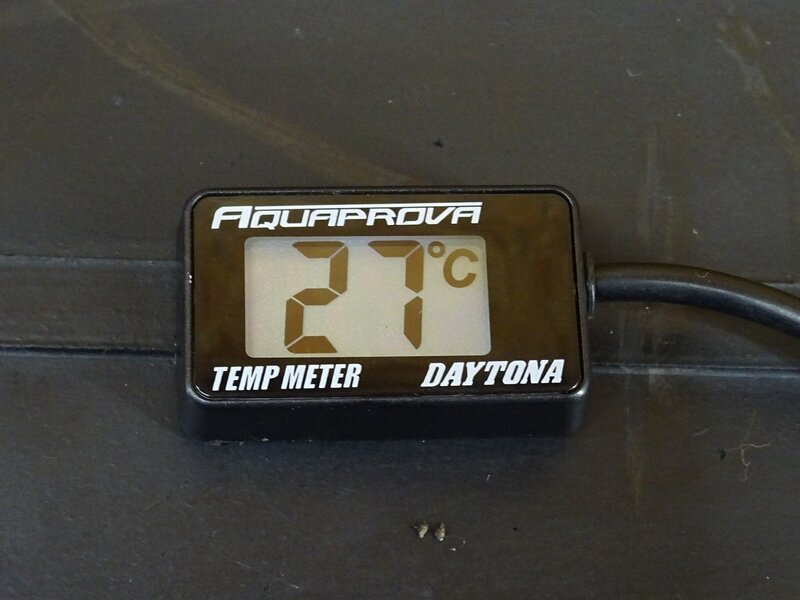 AQUAPROVA
27°C
TEMP METER DAYTONA